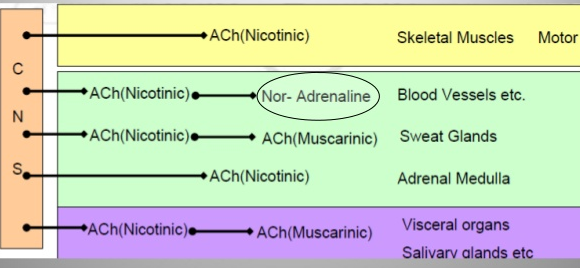 ACh(Nicotinic) Skeletal Muscles Motor
C
ACh(Nicotinic) Nor- Adrenaline Blood Vessels etc.
N
ACh(Nicotinic) ACh(Muscarinic) Sweat Glands
S
ACh(Nicotinic) Adrenal Medulla
ACh(Nicotinic) ACh(Muscarinic) Visceral organs
Salivary glands etc